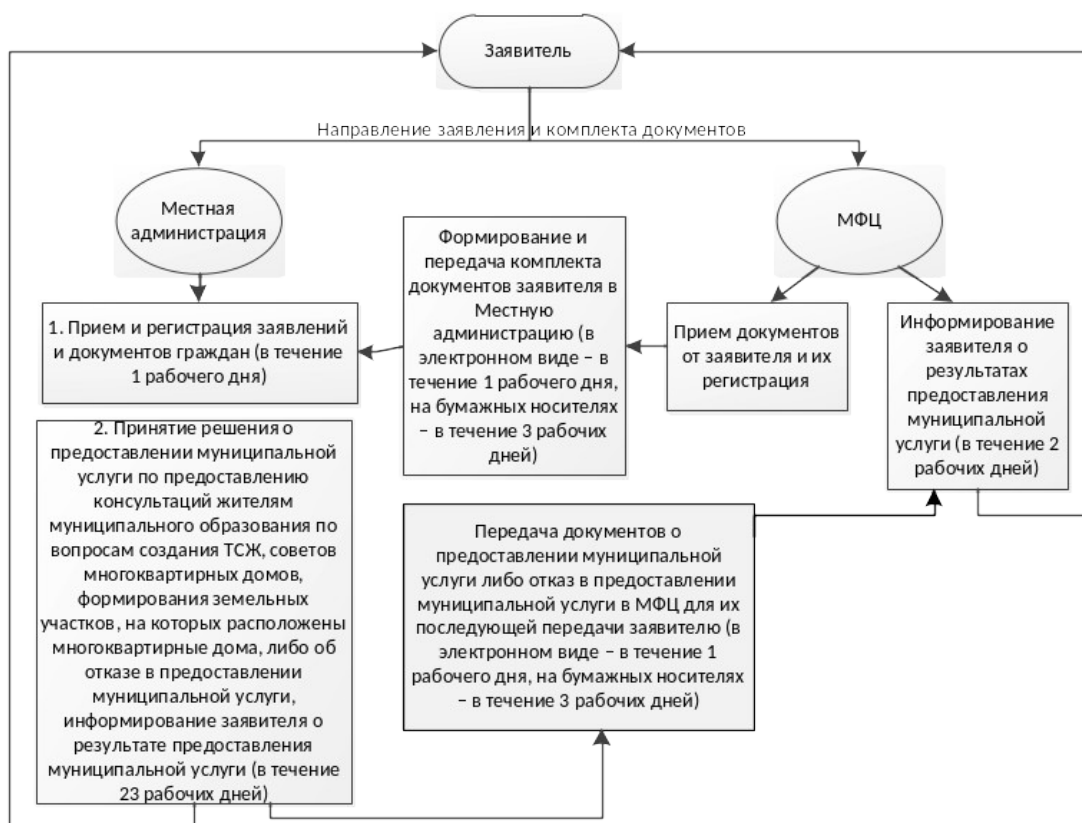 Заявитель
Направление заявления и комплекта документов
Местная
администрация
МФЦ
Формирование и
передача комплекта
документов заявителя в
Местную
администрацию (в
электронном виде – в
течение 1 рабочего дня,
на бумажных носителях
– в течение 3 рабочих
дней)
1. Прием и регистрация заявлений
и документов граждан (в течение
1 рабочего дня)
Прием документов
от заявителя и их
регистрация
Информирование
заявителя о
результатах
предоставления
муниципальной
услуги (в течение 2
рабочих дней)
2. Принятие решения о
предоставлении муниципальной
услуги по предоставлению
консультаций жителям
муниципального образования по
вопросам создания ТСЖ, советов
многоквартирных домов,
формирования земельных
участков, на которых расположены
многоквартирные дома, либо об
отказе в предоставлении
муниципальной услуги,
информирование заявителя о
результате предоставления
муниципальной услуги (в течение
23 рабочих дней)
Передача документов о
предоставлении муниципальной
услуги либо отказ в предоставлении
муниципальной услуги в МФЦ для их
последующей передачи заявителю (в
электронном виде – в течение 1
рабочего дня, на бумажных носителях
– в течение 3 рабочих дней)